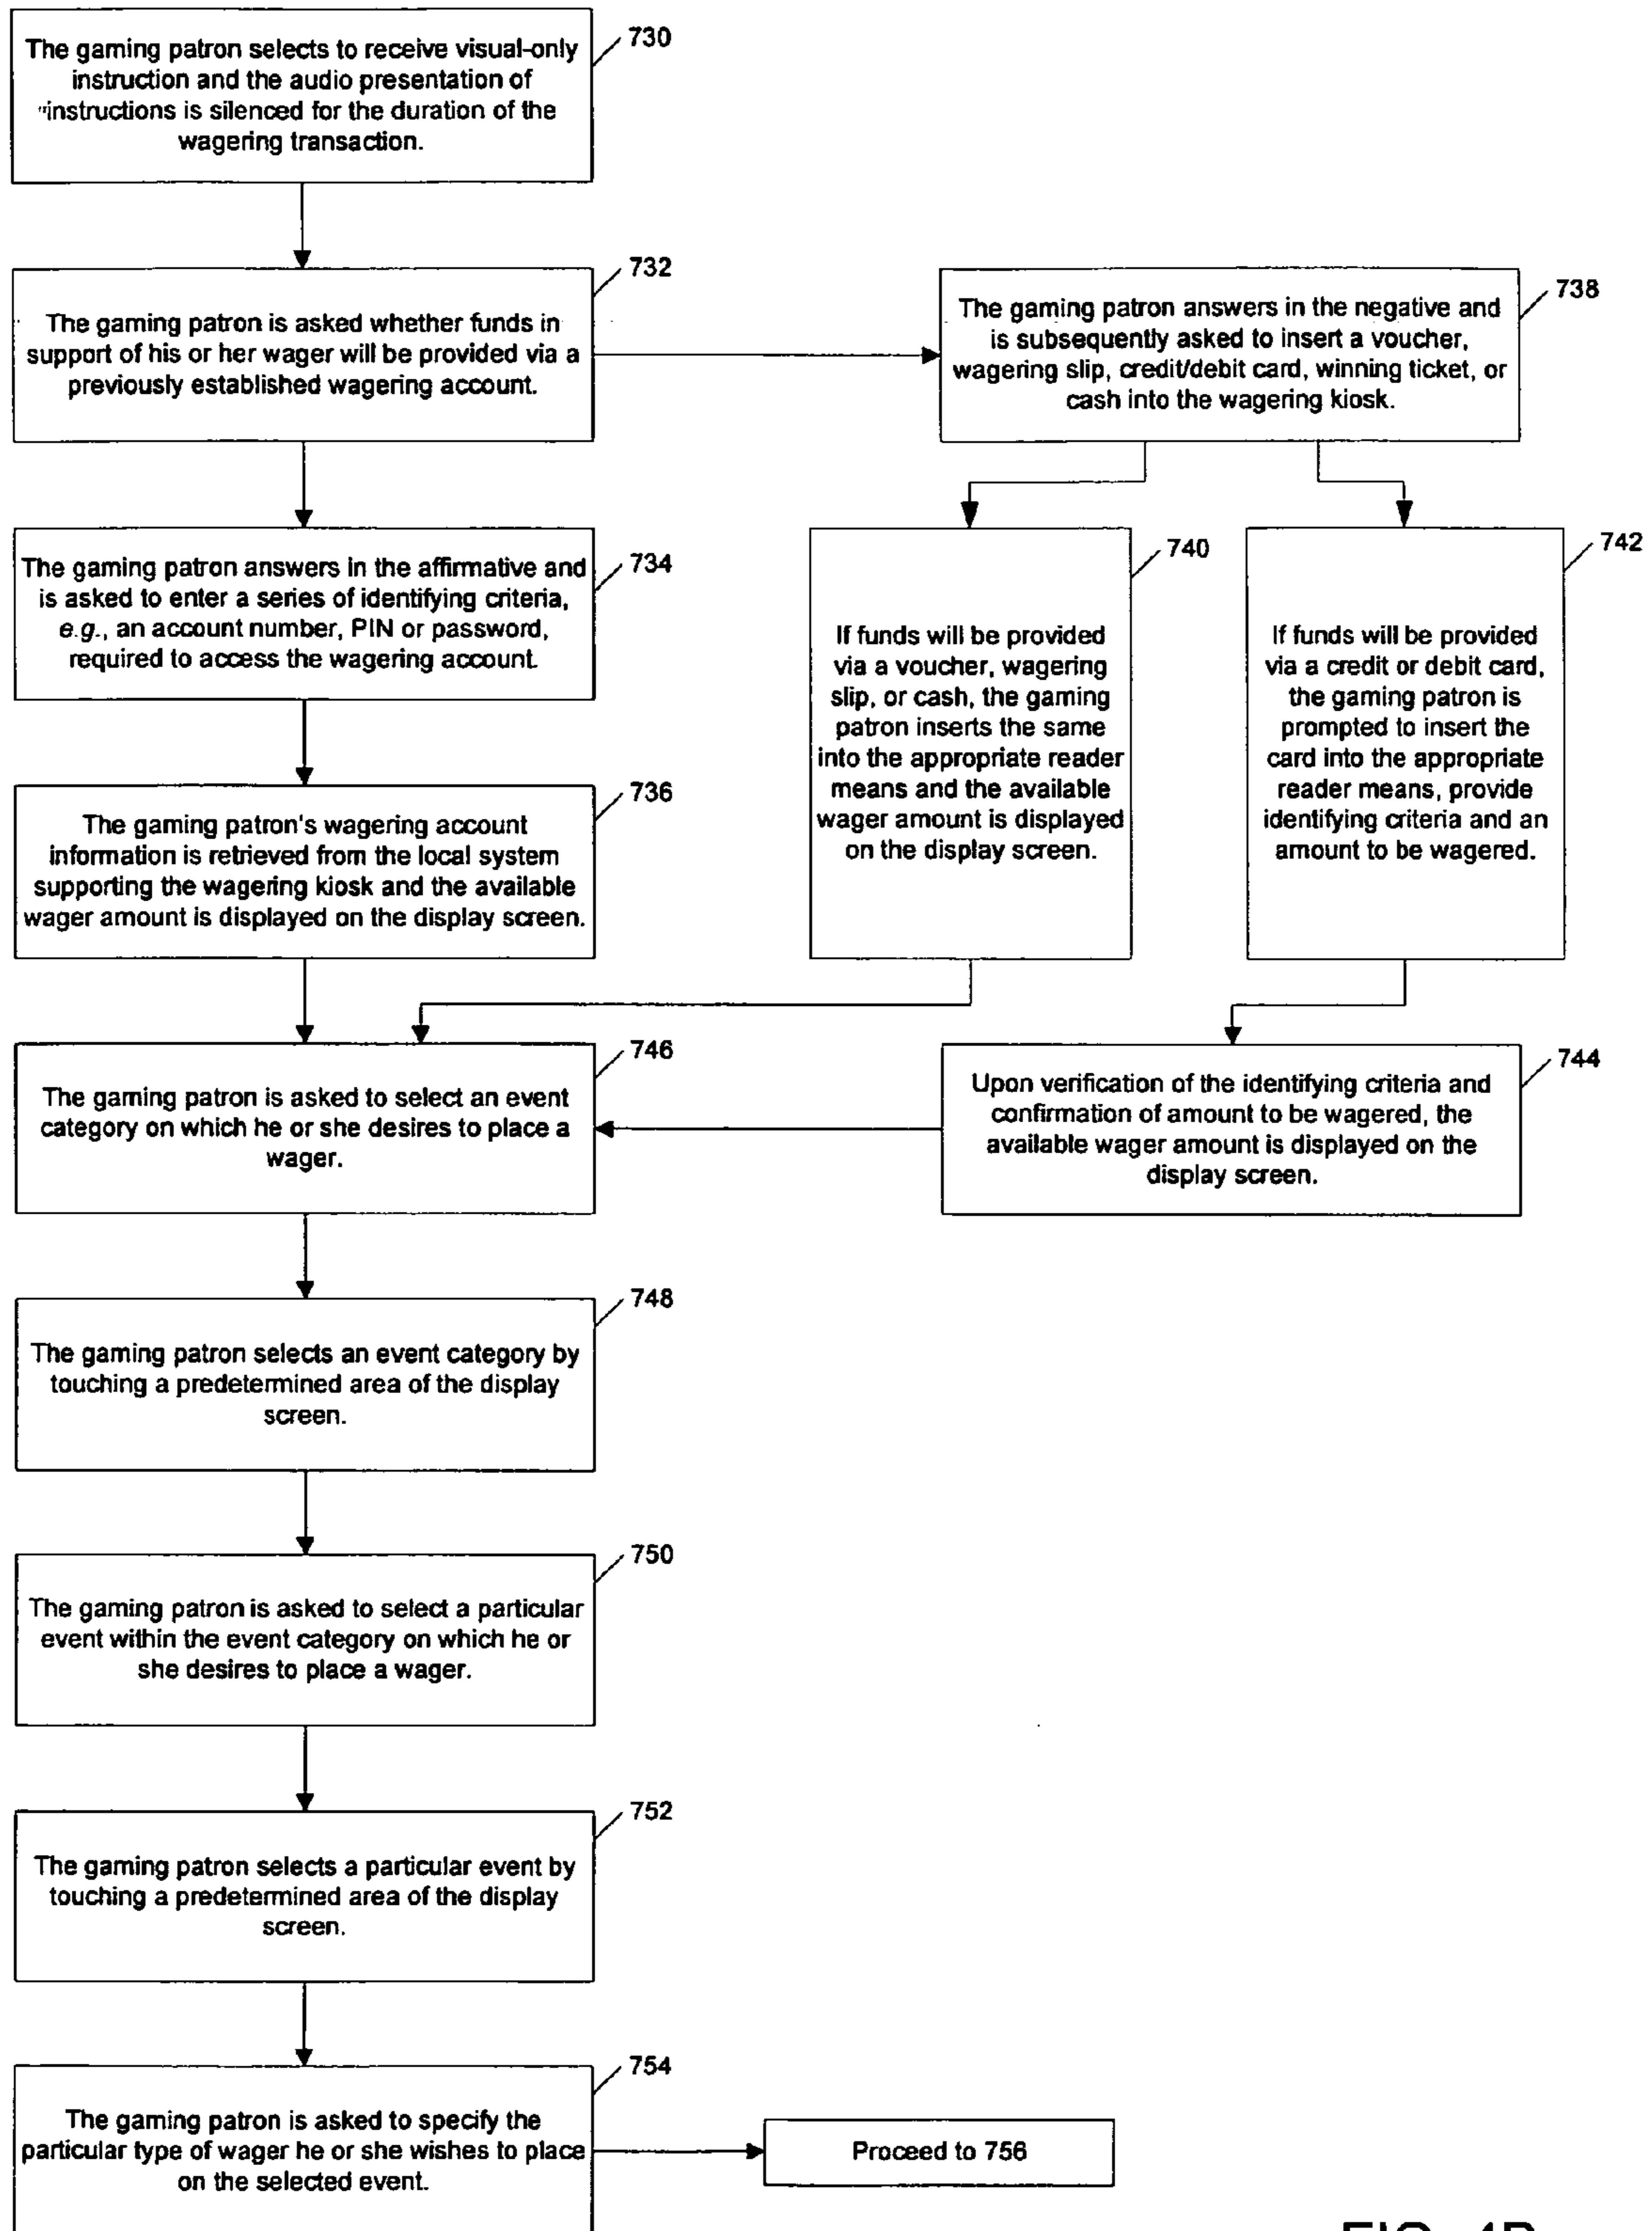 730
The gaming patron selects to receive visual-only
instruction and the audio presentation of
"instructions is silenced for the duration of the
wagering transaction.
732
The gaming patron is asked whether funds in
support of his or her wager will be provided via a
previously established wagering account.
738
The gaming patron answers in the negative and
is subsequently asked to insert a voucher,
wagering slip, credit/debit card, winning ticket, or
cash into the wagering kiosk.
734
The gaming patron answers in the affirmative and
is asked to enter a series of identifying criteria,
e.g., an account number, PIN or password,
required to access the wagering account.
740
If funds will be provided
via a voucher, wagering
slip, or cash, the gaming
patron inserts the same
into the appropriate reader
means and the available
wager amount is displayed
on the display screen.
742
If funds will be provided
via a credit or debit card,
the gaming patron is
prompted to insert the
card into the appropriate
reader means, provide
identifying criteria and an
amount to be wagered.
736
The gaming patron's wagering account
information is retrieved from the local system
supporting the wagering kiosk and the available
wager amount is displayed on the display screen.
746
The gaming patron is asked to select an event
category on which he or she desires to place a
wager.
744
Upon verification of the identifying criteria and
confirmation of amount to be wagered, the
available wager amount is displayed on the
display screen.
748
The gaming patron selects an event category by
touching a predetermined area of the display
screen.
750
The gaming patron is asked to select a particular
event within the event category on which he or
she desires to place a wager.
752
The gaming patron selects a particular event by
touching a predetermined area of the display
screen.
754
The gaming patron is asked to specify the
particular type of wager he or she wishes to place
on the selected event.
Proceed to 756